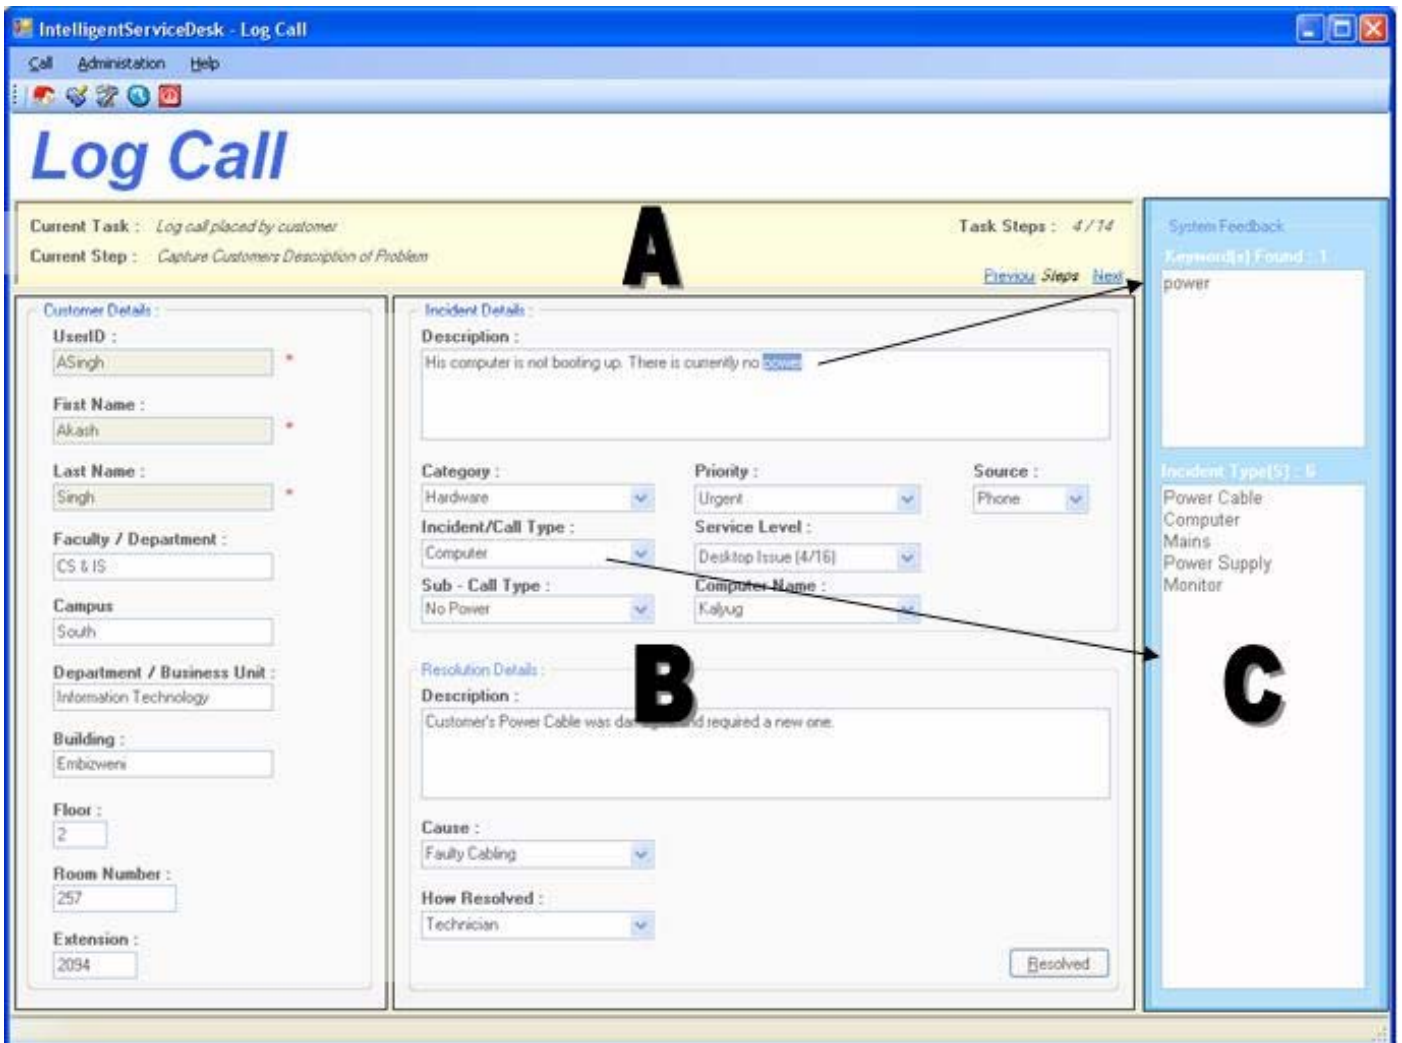 IntelligentServiceDesk - Log Call
Call Administation Help
Log Call
A
Current Task : Log call placed by customer
Task Steps : 4/14
Current Step : Capture Customers Description of Problem
Previou Steps Next
Customer Details :
UserID :
ASingh *
First Name :
Akash *
Last Name :
Singh *
Faculty / Department :
CS & IS
Campus
South
Department / Business Unit :
Information Technology
Building :
Embizweni
Floor :
2
Room Number :
257
Extension :
2094
Incident Details :
Description :
His computer is not booting up. There is currently no power
Category : Priority : Source :
Hardware Urgent Phone
Incident/Call Type : Service Level :
Computer Desktop Issue (4/16)
Sub - Call Type : Computer Name :
No Power Kalyug
B
Resolution Details :
Description :
Customer's Power Cable was and required a new one.
Cause :
Faulty Cabling
How Resolved :
Technician
Resolved
System Feedback
Keyword(s) Found : 1
power
Incident Type(S) : 6
Power Cable
Computer
Mains
Power Supply
Monitor
C